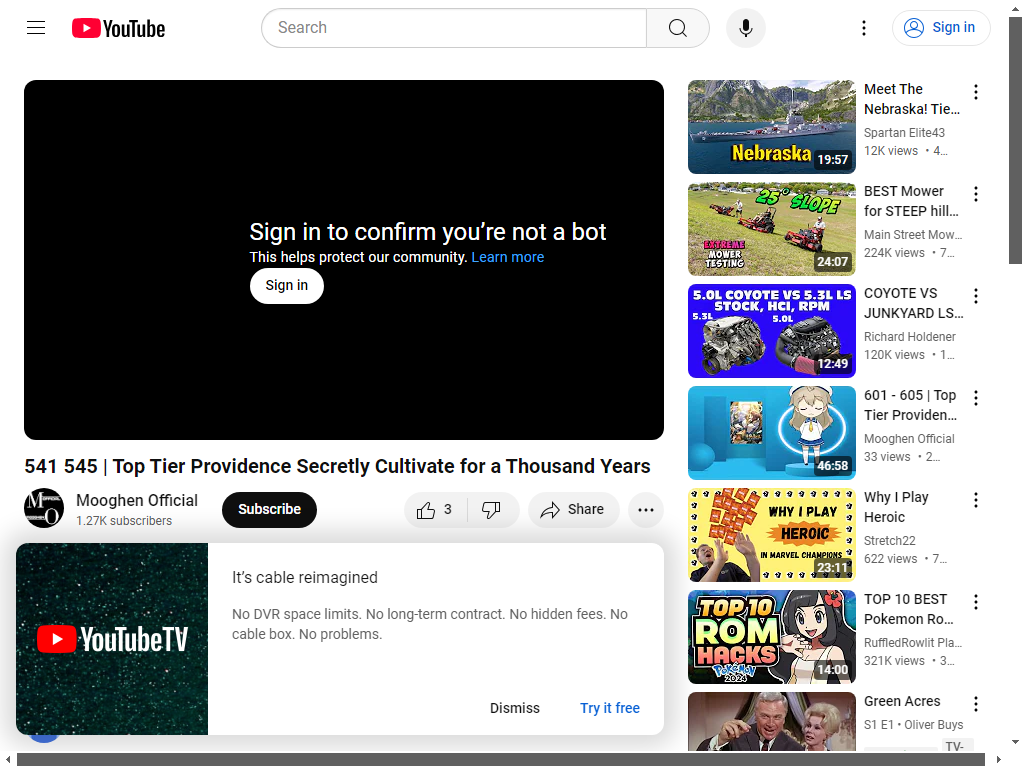 YouTube
Search
Sign in
Sign in to confirm you’re not a bot
This helps protect our community. Learn more
Sign in
541 545 | Top Tier Providence Secretly Cultivate for a Thousand Years
Mooghen Official
1.27K subscribers
Subscribe
3
Share
YouTubeTV
It’s cable reimagined
No DVR space limits. No long-term contract. No hidden fees. No
cable box. No problems.
Dismiss
Try it free
Nebraska
19:57
Meet The
Nebraska! Tie…
Spartan Elite43
12K views • 4…
25° SLOPE
EXTREME
MOWER
TESTING
24:07
BEST Mower
for STEEP hill…
Main Street Mow…
224K views • 7…
5.0L COYOTE VS 5.3L LS
STOCK, HCI, RPM
5.3L
5.0L
12:49
COYOTE VS
JUNKYARD LS…
Richard Holdener
120K views • 1…
46:58
601 - 605 | Top
Tier Providen…
Mooghen Official
33 views • 2…
WHY I PLAY
HEROIC
IN MARVEL CHAMPIONS
23:11
Why I Play
Heroic
Stretch22
622 views • 7…
TOP 10
ROM
HACKS
POKéMON
2024
14:00
TOP 10 BEST
Pokemon Ro…
RuffledRowlit Pla…
321K views • 3…
Green Acres
S1 E1 • Oliver Buys
TV-